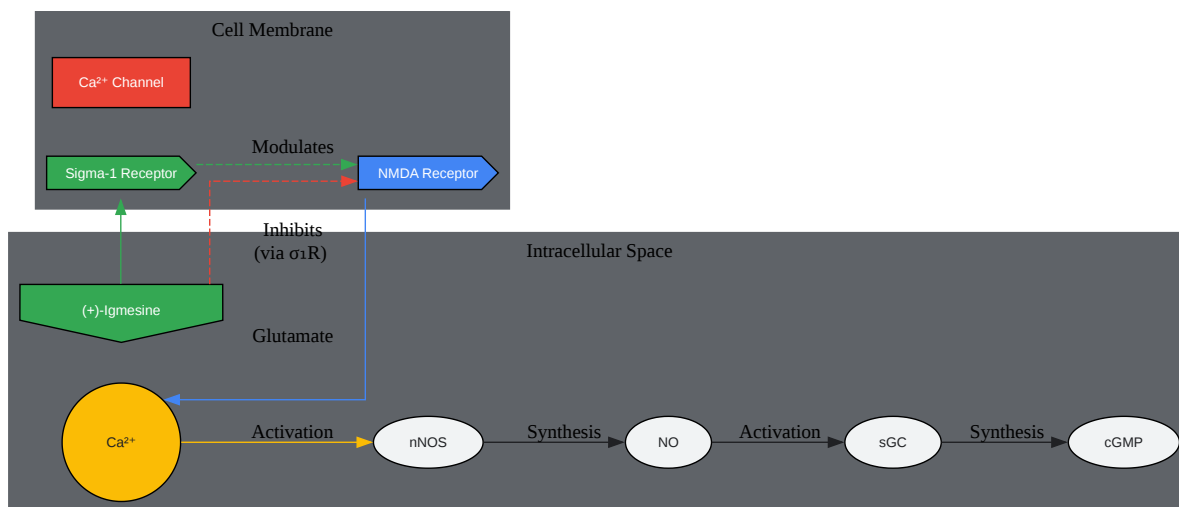 Cell Membrane
Ca²⁺ Channel
Modulates
Sigma-1 Receptor
NMDA Receptor
Inhibits
(via σ₁R)
Intracellular Space
(+)-Igmesine
Glutamate
Ca²⁺
Activation
nNOS
Synthesis
NO
Activation
sGC
Synthesis
cGMP